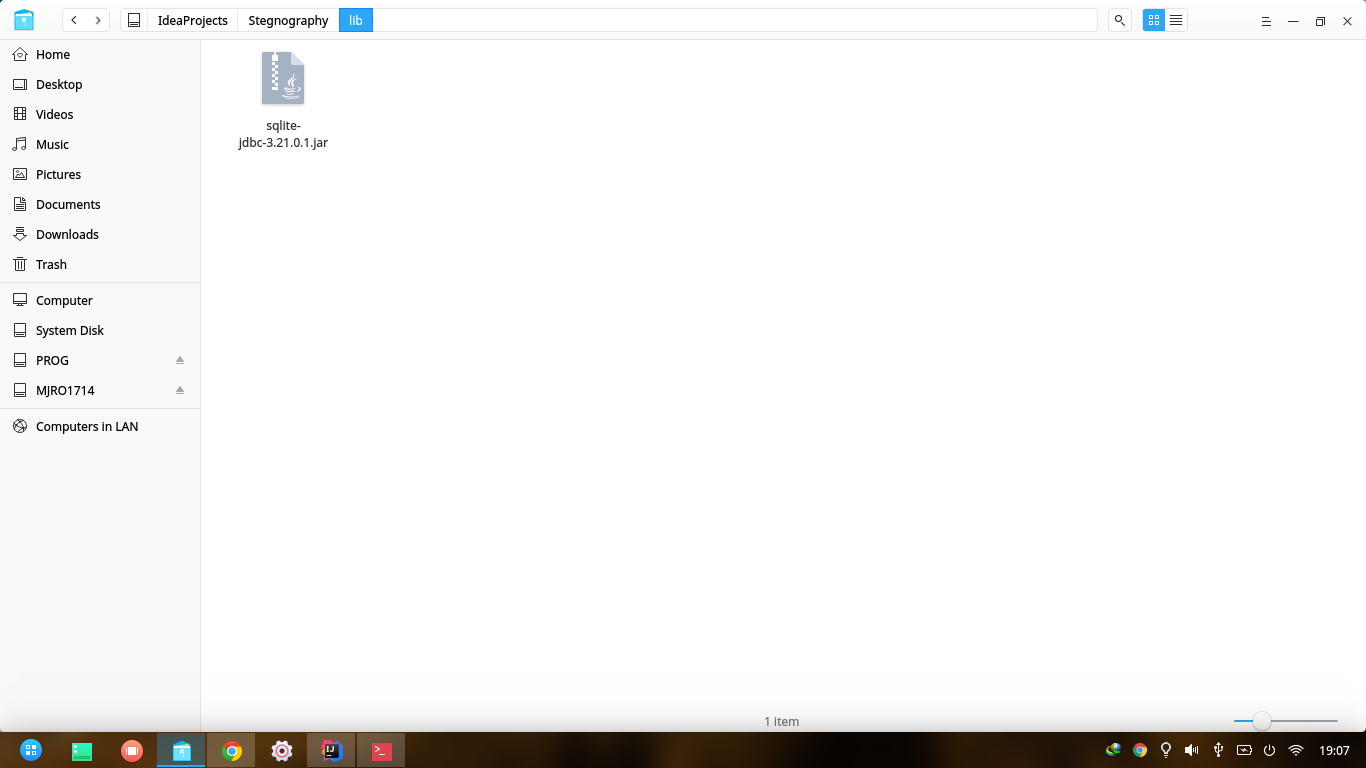 IdeaProjects Stegnography lib
Home
Desktop
Videos
Music
Pictures
Documents
Downloads
Trash
Computer
System Disk
PROG
MJRO1714
Computers in LAN
sqlite-
jdbc-3.21.0.1.jar
1 item
IJ
>_
19:07